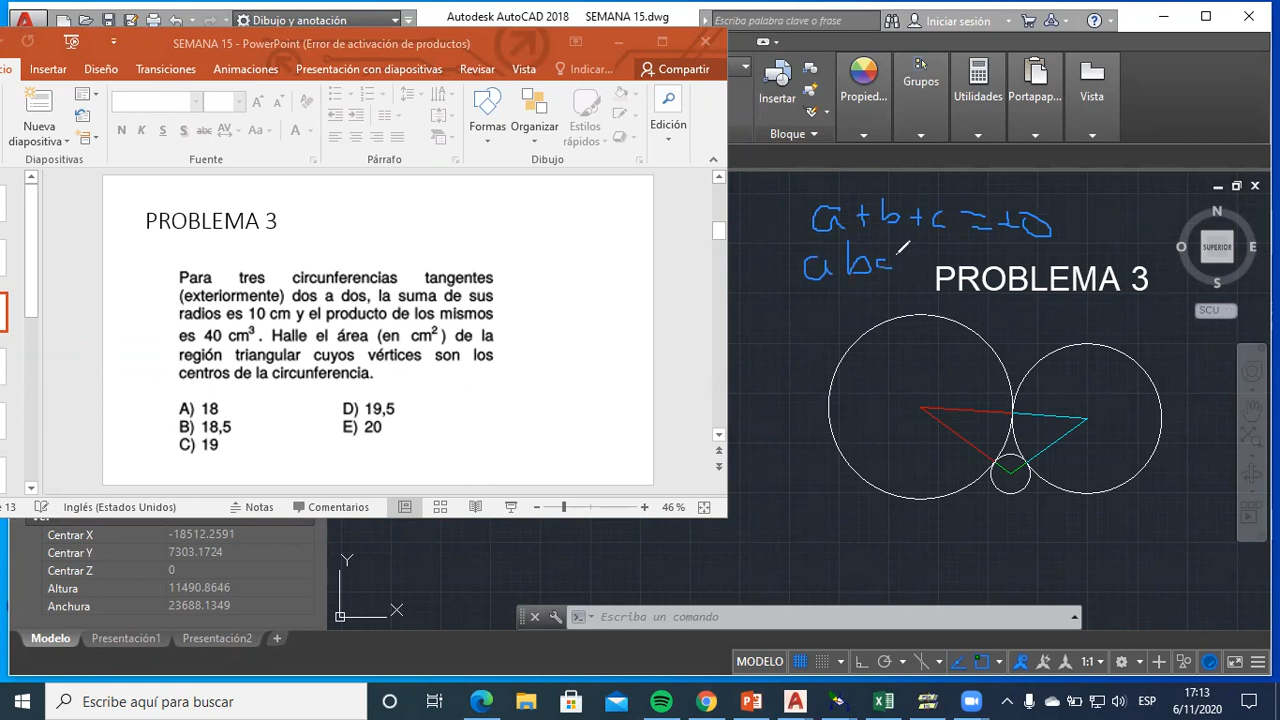 Dibujo y anotación
Autodesk AutoCAD 2018 SEMANA 15.dwg
Escriba palabra clave o frase
Iniciar sesión
SEMANA 15 - PowerPoint (Error de activación de productos)
cio Insertar Diseño Transiciones Animaciones Presentación con diapositivas Revisar Vista Indicar... Compartir
Nueva diapositiva
Diapositivas
N K S S abc AV Aa A
Fuente
Párrafo
Formas Organizar Estilos rápidos
Dibujo
Edición
Insertar
Bloque
Propied...
Grupos
Utilidades
Portapap...
Vista
PROBLEMA 3
Para tres circunferencias tangentes
(exteriormente) dos a dos, la suma de sus
radios es 10 cm y el producto de los mismos
es 40 cm³. Halle el área (en cm²) de la
región triangular cuyos vértices son los
centros de la circunferencia.
A) 18 D) 19,5
B) 18,5 E) 20
C) 19
a+b+c=10
abc
PROBLEMA 3
N
O SUPERIOR E
S
SCU
e 13 Inglés (Estados Unidos) Notas Comentarios 46 %
Ver
Centrar X -18512.2591
Centrar Y 7303.1724
Centrar Z 0
Altura 11490.8646
Anchura 23688.1349
Y
X
Escriba un comando
Modelo Presentación1 Presentación2 +
MODELO 1:1
Escribe aquí para buscar
ESP
17:13
6/11/2020